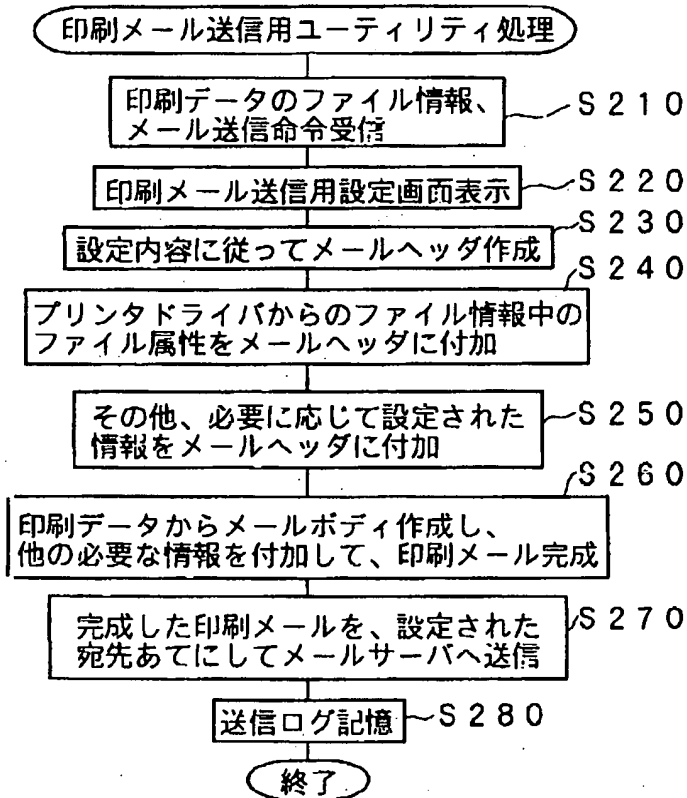 印刷メール送信用ユーティリティ処理
印刷データのファイル情報、
メール送信命令受信
S210
印刷メール送信用設定画面表示
S220
設定内容に従ってメールヘッダ作成
S230
プリンタドライバからのファイル情報中の
ファイル属性をメールヘッダに付加
S240
その他、必要に応じて設定された
情報をメールヘッダに付加
S250
印刷データからメールボディ作成し、
他の必要な情報を付加して、印刷メール完成
S260
完成した印刷メールを、設定された
宛先あてにしてメールサーバへ送信
S270
送信ログ記憶
S280
終了